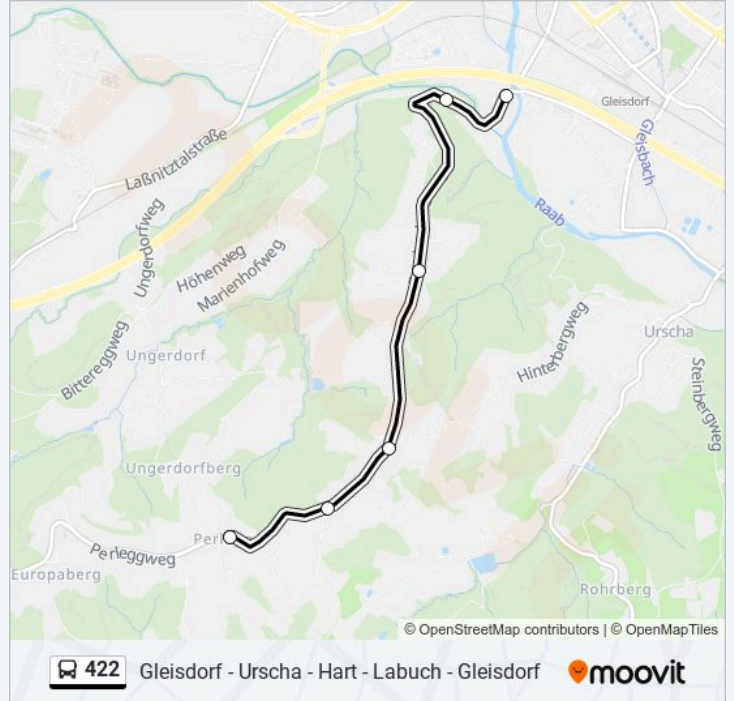 Gleisdorf
Gleisbach
Laßnitztalstraße
Raab
Ungerdorfweg
Höhenweg
Marienhofweg
Hinterbergweg
Urscha
Bittereggweg
Ungerdorf
Steinbergweg
Ungerdorfberg
Perl
Perleggweg
Europaberg
Rohrberg
© OpenStreetMap contributors | © OpenMapTiles
422 Gleisdorf - Urscha - Hart - Labuch - Gleisdorf moovit